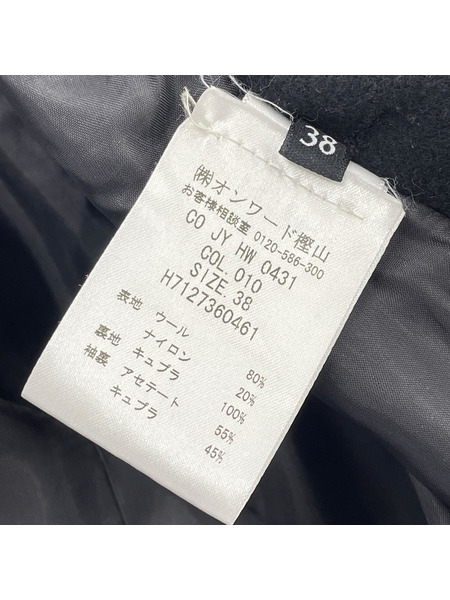 38
㈱オンワード樫山
お客様相談室 0120-586-300
CO JY HW 0431
COL. 010
SIZE. 38
H7127360461
表地 ウール 80%
ナイロン 20%
裏地 キュプラ 100%
袖裏 アセテート 55%
キュプラ 45%